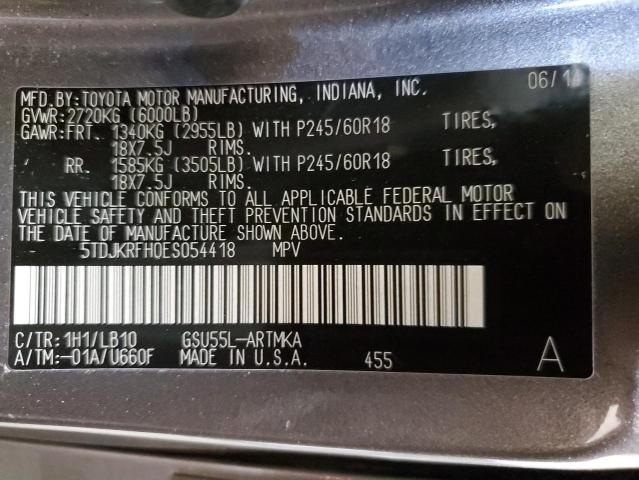 MFD.BY:TOYOTA MOTOR MANUFACTURING, INDIANA, INC. 06/14
GVWR:2720KG (6000LB)
GAWR:FRT. 1340KG (2955LB) WITH P245/60R18 TIRES,
18X7.5J RIMS.
RR. 1585KG (3505LB) WITH P245/60R18 TIRES,
18X7.5J RIMS.
THIS VEHICLE CONFORMS TO ALL APPLICABLE FEDERAL MOTOR
VEHICLE SAFETY AND THEFT PREVENTION STANDARDS IN EFFECT ON
THE DATE OF MANUFACTURE SHOWN ABOVE.
5TDJKRFH0ES054418 MPV
C/TR:1H1/LB10 GSU55L-ARTMKA
A/TM:-01A/U660F MADE IN U.S.A. 455 A